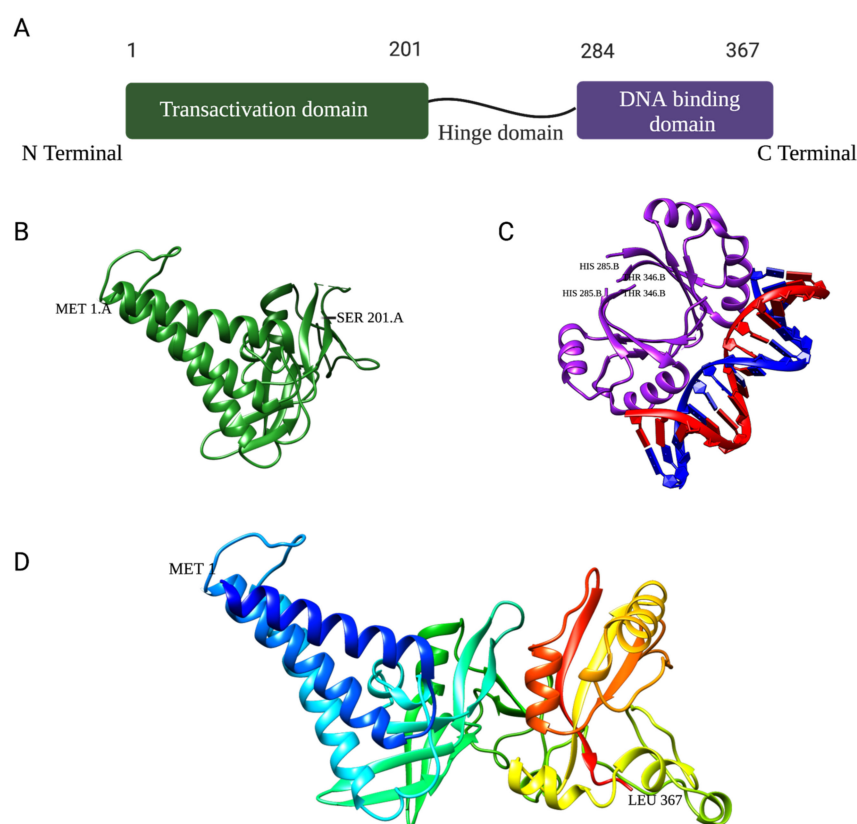 A
1 201 284 367
Transactivation domain
DNA binding
domain
Hinge domain
N Terminal
C Terminal
B
C
HIS 285.B
THR 346.B
HIS 285.B
THR 346.B
MET 1.A
SER 201.A
D
MET 1
LEU 367